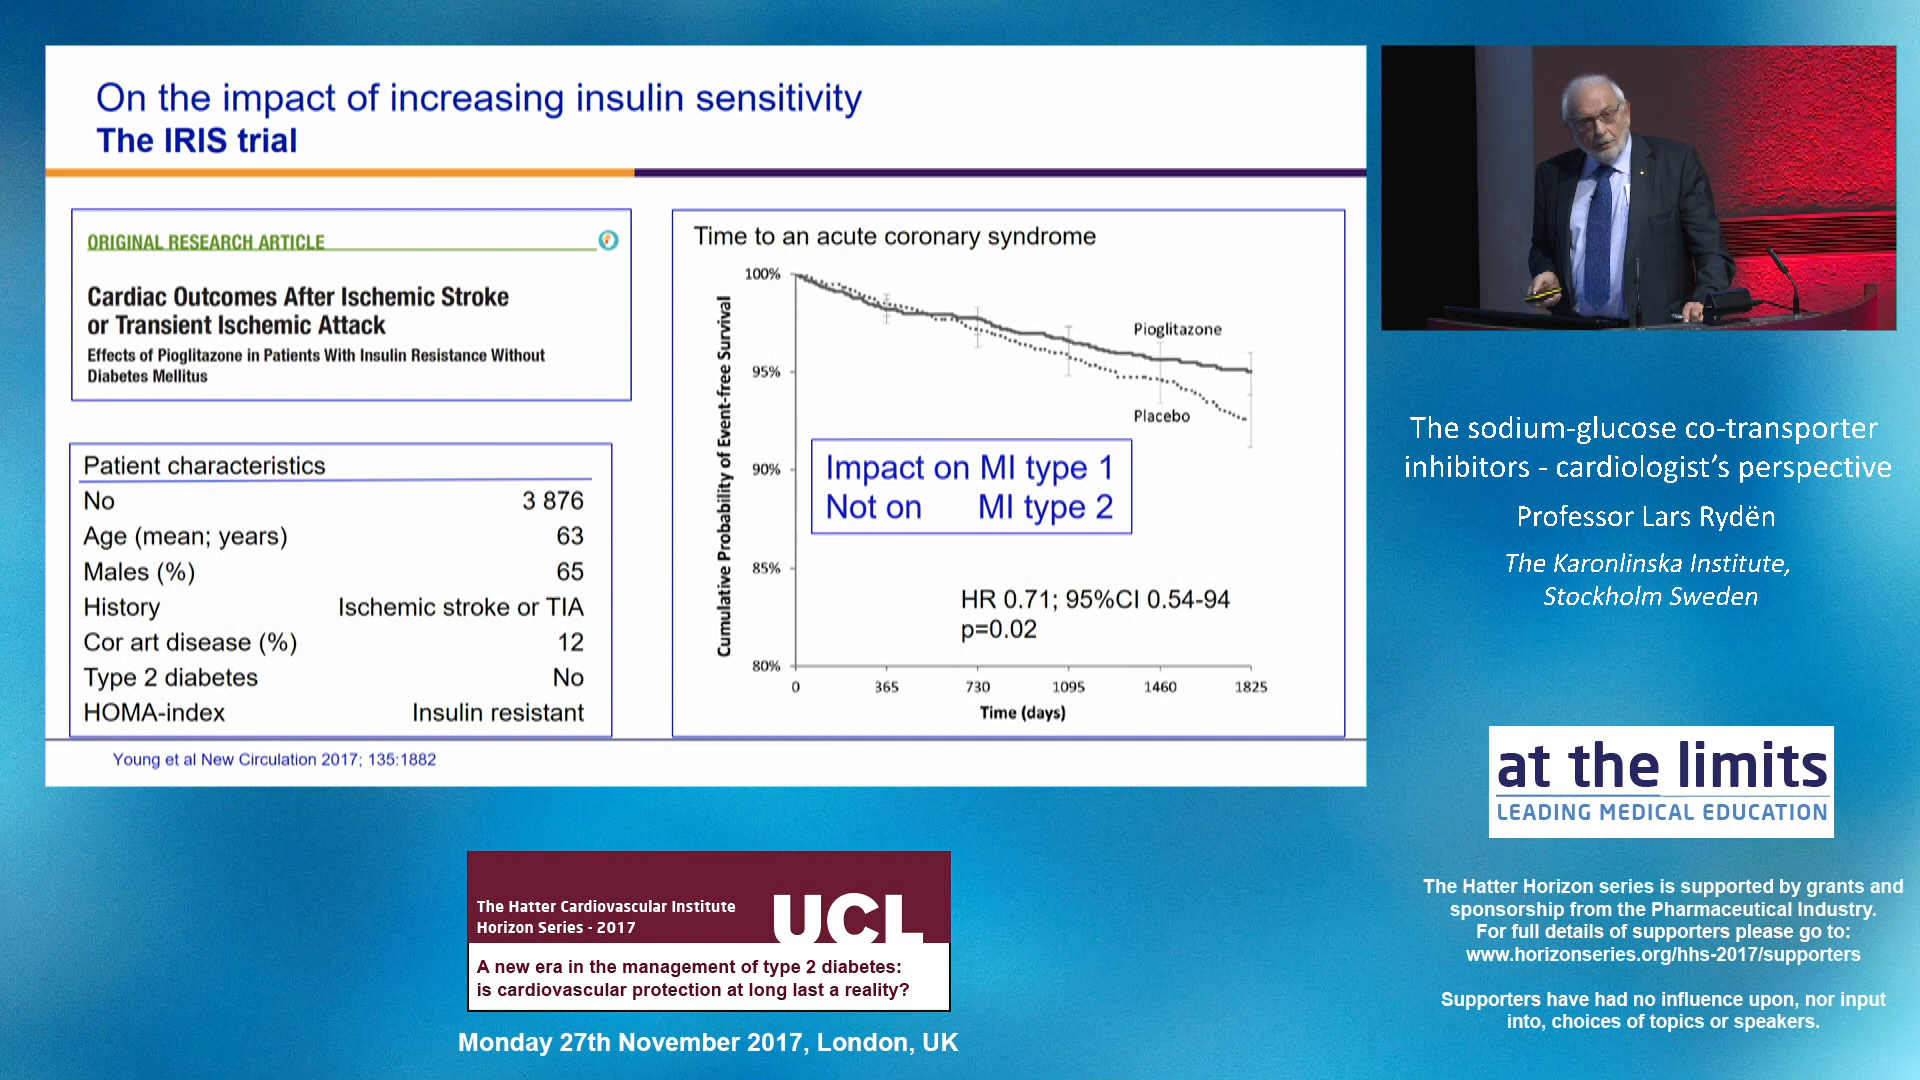 On the impact of increasing insulin sensitivity
The IRIS trial
ORIGINAL RESEARCH ARTICLE
Cardiac Outcomes After Ischemic Stroke
or Transient Ischemic Attack
Effects of Pioglitazone in Patients With Insulin Resistance Without
Diabetes Mellitus
Patient characteristics
No 3 876
Age (mean; years) 63
Males (%) 65
History Ischemic stroke or TIA
Cor art disease (%) 12
Type 2 diabetes No
HOMA-index Insulin resistant
Time to an acute coronary syndrome
Cumulative Probability of Event-free Survival
100%
95%
90%
85%
80%
Pioglitazone
Placebo
Impact on MI type 1
Not on MI type 2
HR 0.71; 95%CI 0.54-94
p=0.02
0 365 730 1095 1460 1825
Time (days)
Young et al New Circulation 2017; 135:1882
The sodium-glucose co-transporter
inhibitors - cardiologist's perspective
Professor Lars Rydën
The Karonlinska Institute,
Stockholm Sweden
at the limits
LEADING MEDICAL EDUCATION
The Hatter Horizon series is supported by grants and
sponsorship from the Pharmaceutical Industry.
For full details of supporters please go to:
www.horizonseries.org/hhs-2017/supporters
Supporters have had no influence upon, nor input
into, choices of topics or speakers.
The Hatter Cardiovascular Institute
Horizon Series - 2017
UCL
A new era in the management of type 2 diabetes:
is cardiovascular protection at long last a reality?
Monday 27th November 2017, London, UK